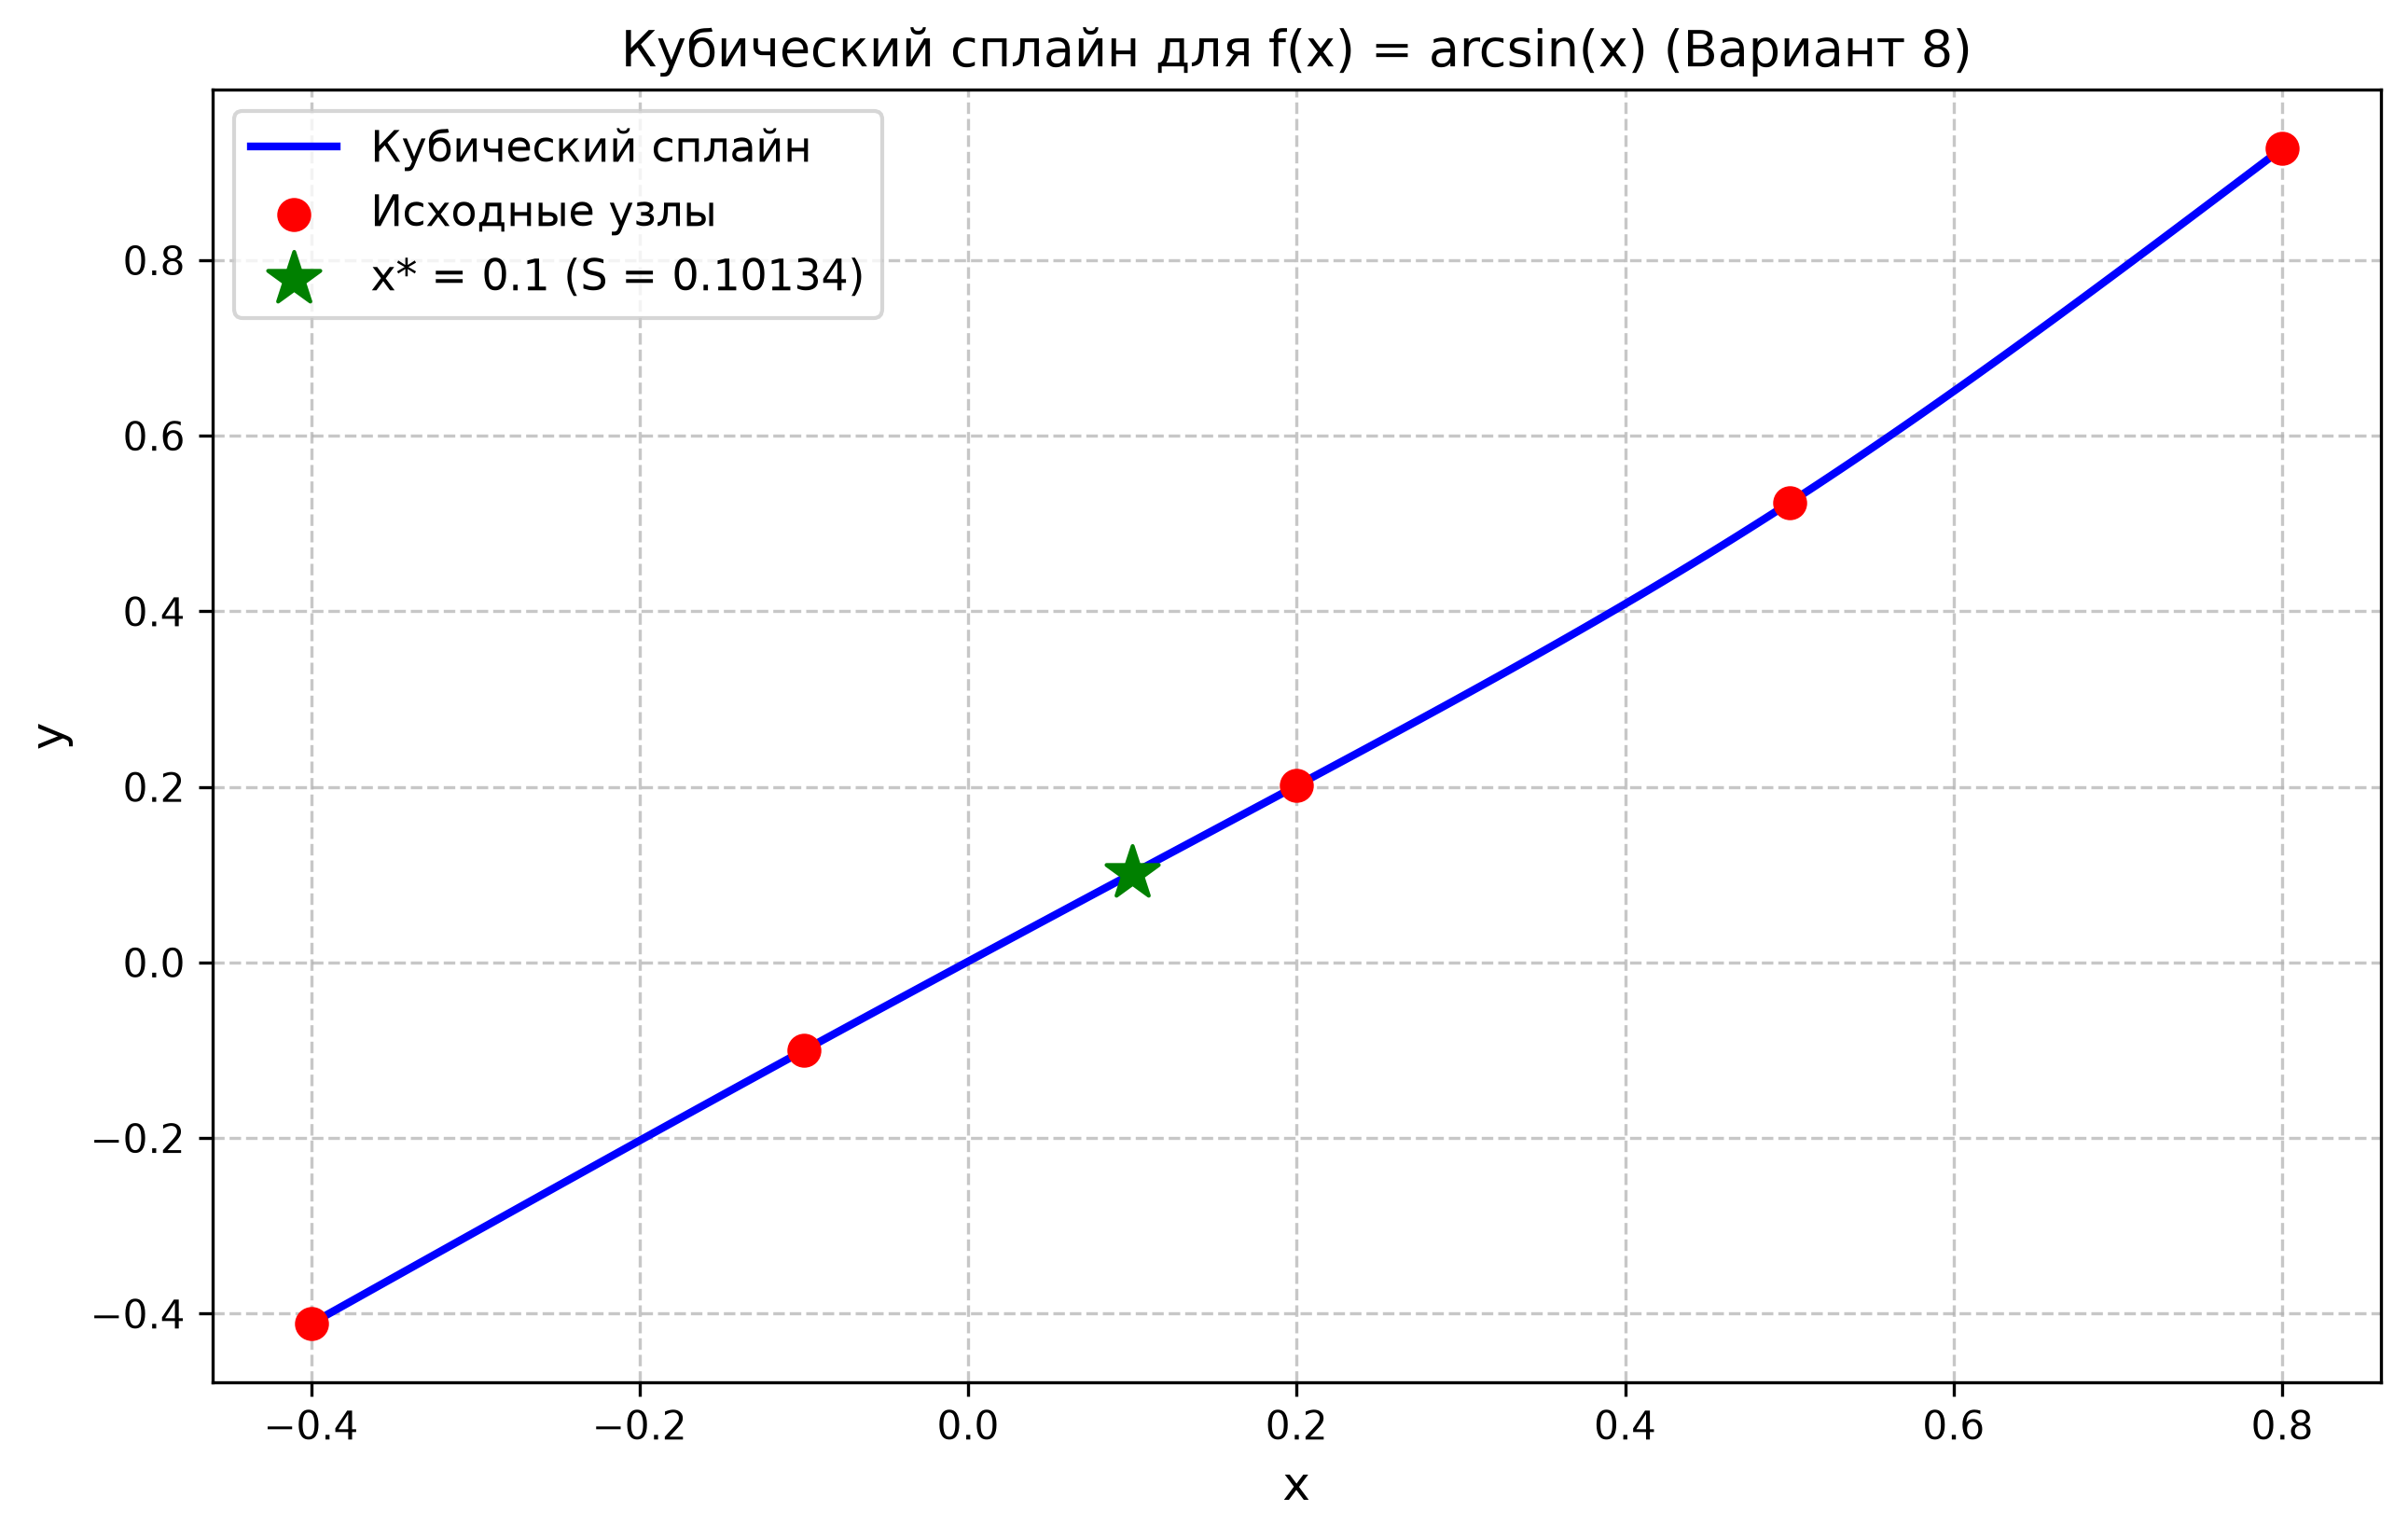 Кубический сплайн для f(x) = arcsin(x) (Вариант 8)
Кубический сплайн
Исходные узлы
x* = 0.1 (S = 0.10134)
0.8
0.6
0.4
0.2
0.0
−0.2
−0.4
y
−0.4
−0.2
0.0
0.2
0.4
0.6
0.8
x